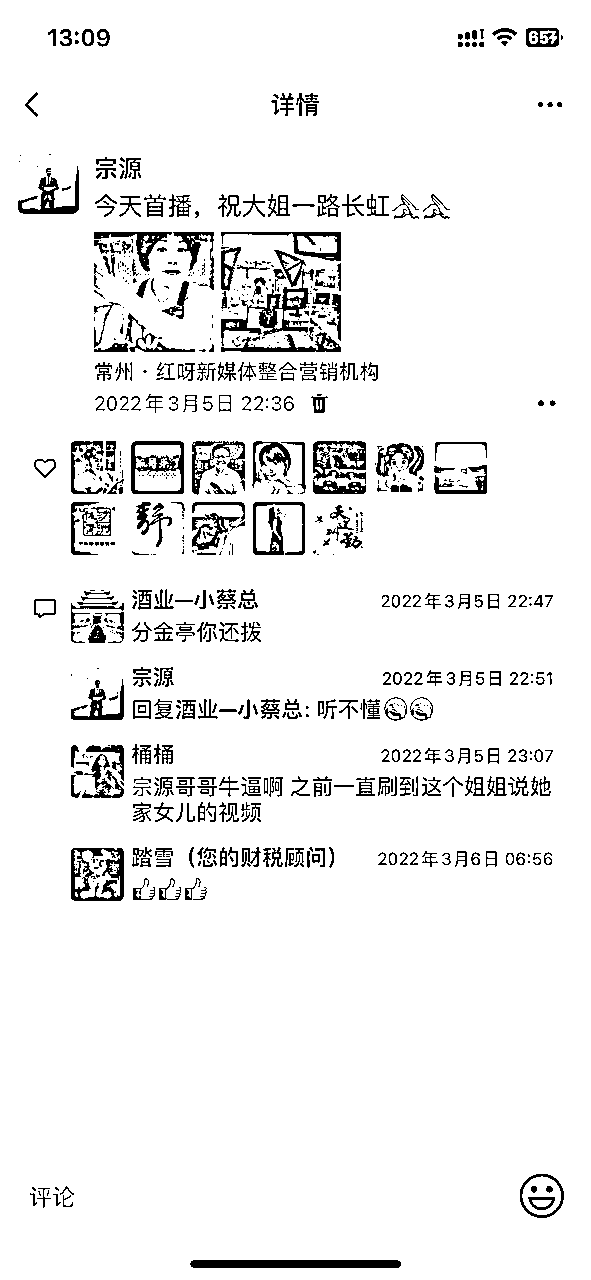 13:09
65
详情
宗源
今天首播，祝大姐一路长虹
常州·红呀新媒体整合营销机构
2022年3月5日 22:36
酒业—小蔡总
2022年3月5日 22:47
分金亭你还拨
宗源
2022年3月5日 22:51
回复酒业—小蔡总: 听不懂
桶桶
2022年3月5日 23:07
宗源哥哥牛逼啊 之前一直刷到这个姐姐说她
家女儿的视频
踏雪（您的财税顾问）
2022年3月6日 06:56
👍👍👍
评论